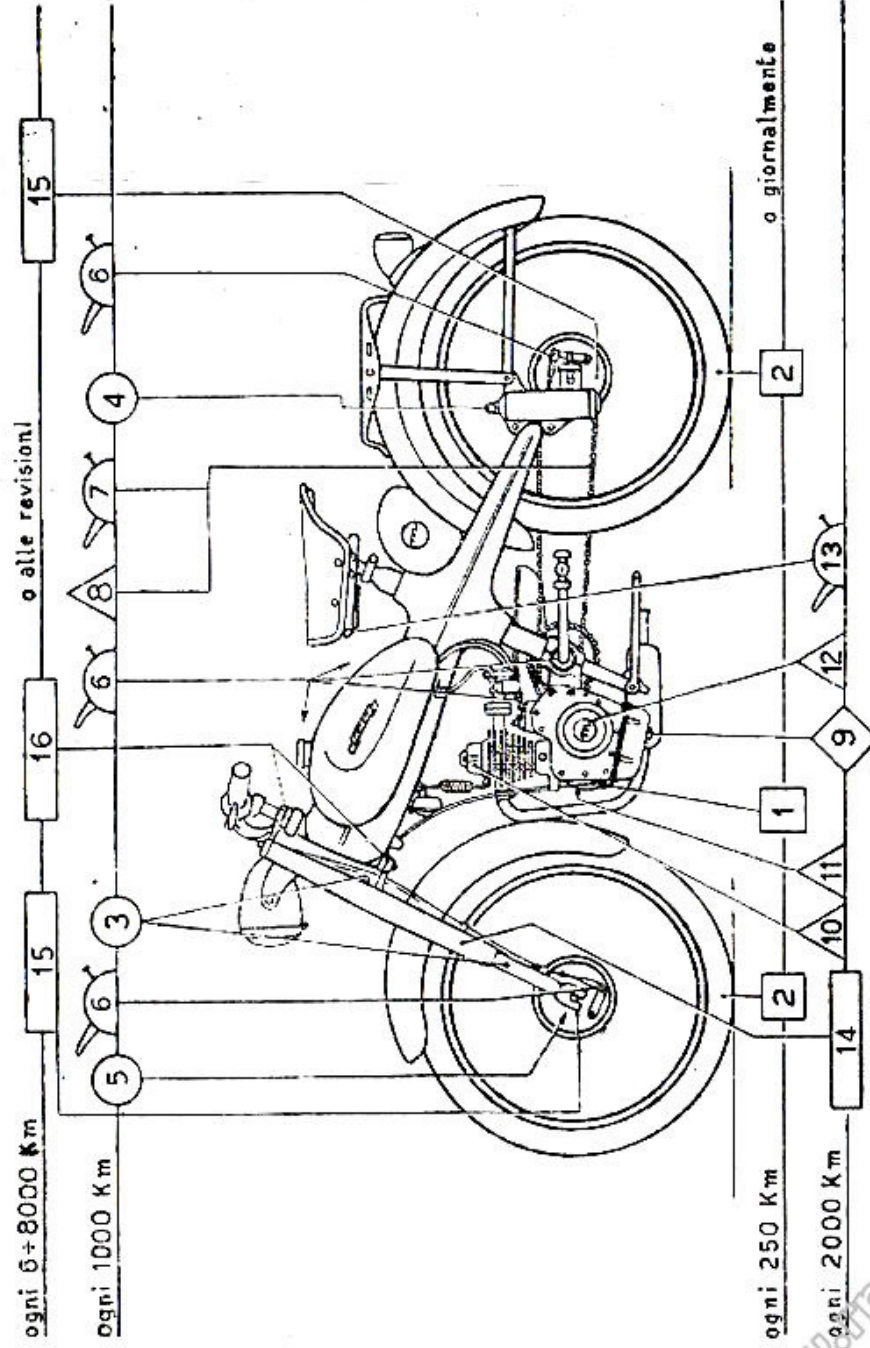 ogni 6÷8000 Km 15 16 o alle revisioni 15
ogni 1000 Km 5 6 3 6 8 7 4 6
ogni 250 Km 2 1 2 o giornalmente
ogni 2000 Km 14 10 11 9 12 13